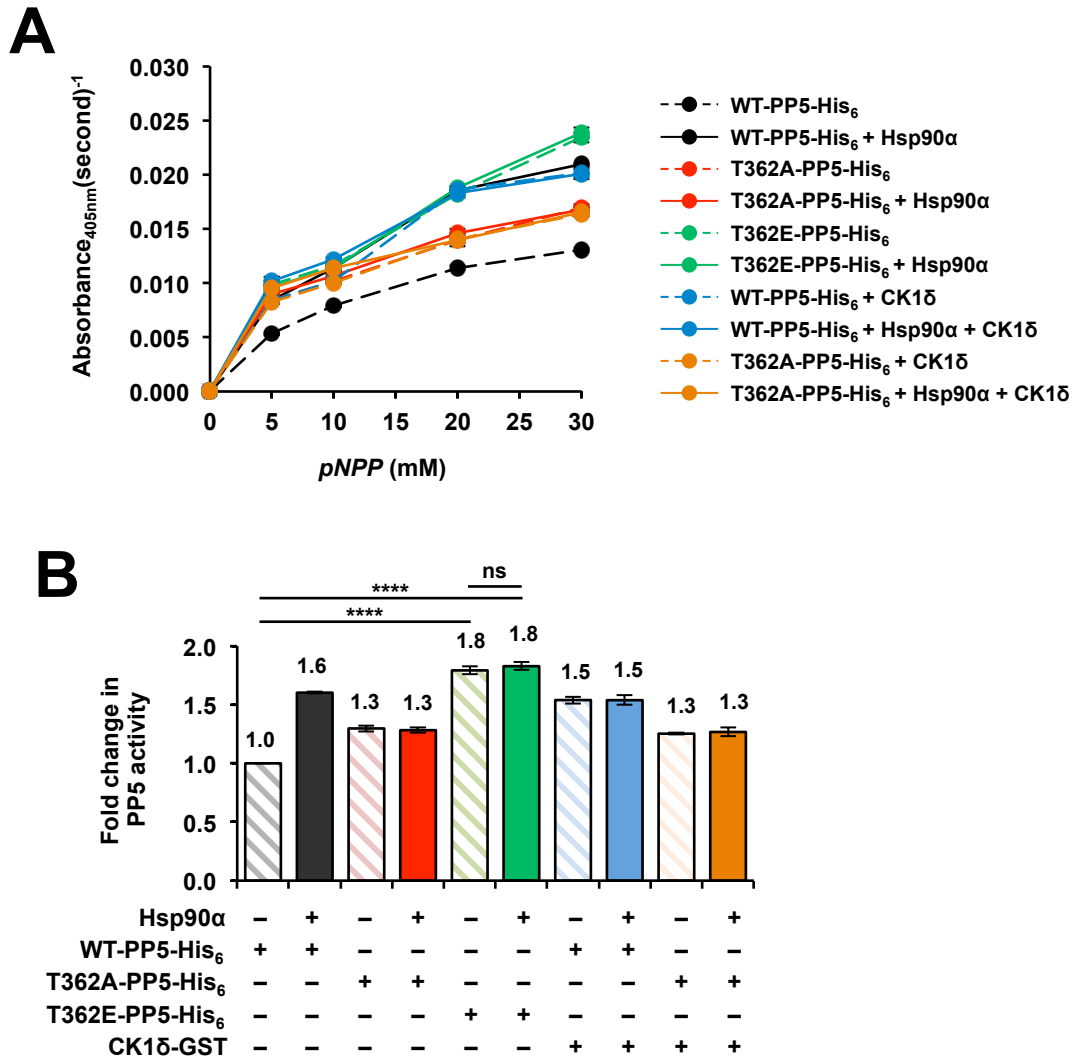 A
0.030
0.025
0.020
0.015
0.010
0.005
0.000
Absorbance405nm(second)-1
0 5 10 15 20 25 30
pNPP (mM)
WT-PP5-His6
WT-PP5-His6 + Hsp90α
T362A-PP5-His6
T362A-PP5-His6 + Hsp90α
T362E-PP5-His6
T362E-PP5-His6 + Hsp90α
WT-PP5-His6 + CK1δ
WT-PP5-His6 + Hsp90α + CK1δ
T362A-PP5-His6 + CK1δ
T362A-PP5-His6 + Hsp90α + CK1δ
B
ns
****
****
2.0
1.5
1.0
0.5
0.0
Fold change in
PP5 activity
1.0 1.6 1.3 1.3 1.8 1.8 1.5 1.5 1.3 1.3
Hsp90α – + – + – + – + – +
WT-PP5-His6 + + – – – – + + – –
T362A-PP5-His6 – – + + – – – – + +
T362E-PP5-His6 – – – – + + – – – –
CK1δ-GST – – – – – – + + + +